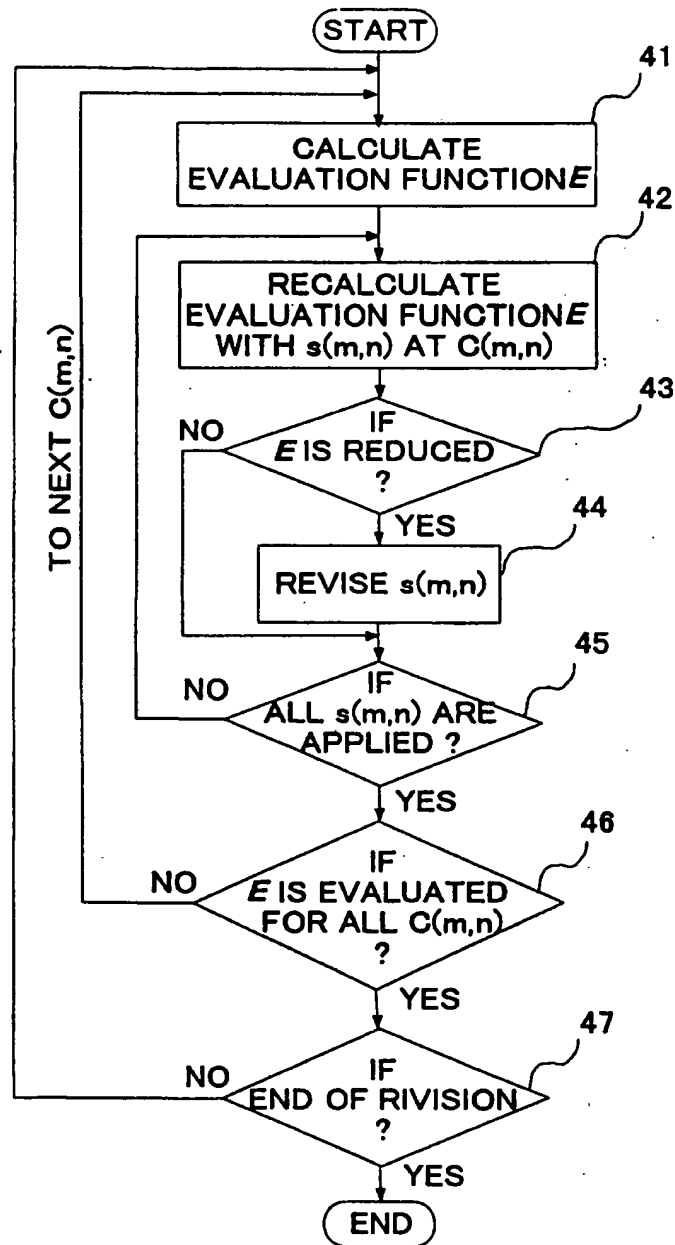 START
41
CALCULATE
EVALUATION FUNCTION E
42
RECALCULATE
EVALUATION FUNCTION E
WITH s(m,n) AT C(m,n)
TO NEXT C(m,n)
43
NO
IF
E IS REDUCED
?
YES
44
REVISE s(m,n)
45
NO
IF
ALL s(m,n) ARE
APPLIED ?
YES
46
NO
IF
E IS EVALUATED
FOR ALL C(m,n)
?
YES
47
NO
IF
END OF RIVISION
?
YES
END